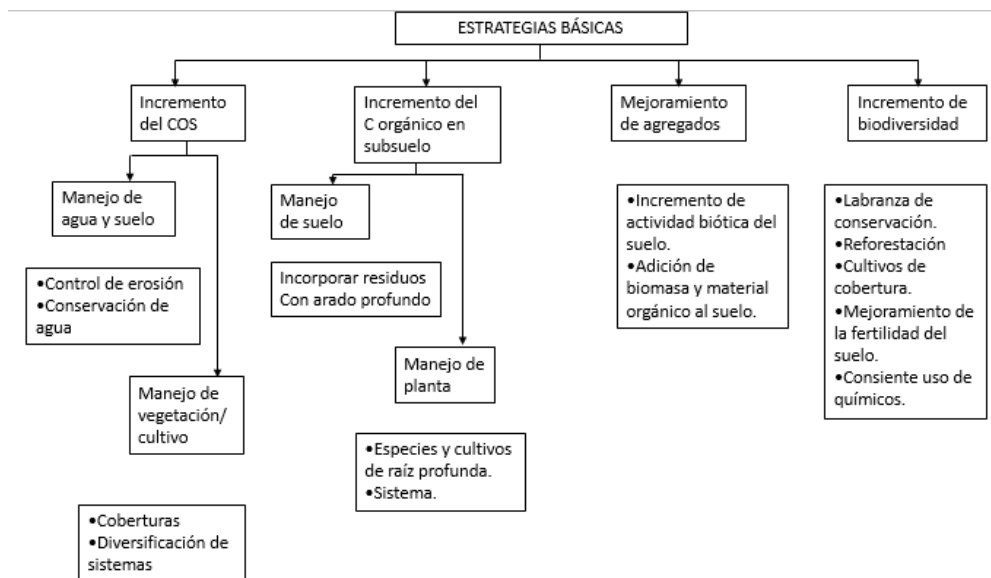 ESTRATEGIAS BÁSICAS
Incremento
del COS
Incremento del
C orgánico en
subsuelo
Mejoramiento
de agregados
Incremento de
biodiversidad
Manejo de
agua y suelo
•Control de erosión
•Conservación de
agua
Manejo de
vegetación/
cultivo
•Coberturas
•Diversificación de
sistemas
Manejo
de suelo
Incorporar residuos
Con arado profundo
Manejo de
planta
•Especies y cultivos
de raíz profunda.
•Sistema.
•Incremento de
actividad biótica del
suelo.
•Adición de
biomasa y material
orgánico al suelo.
•Labranza de
conservación.
•Reforestación
•Cultivos de
cobertura.
•Mejoramiento de
la fertilidad del
suelo.
•Consiente uso de
químicos.